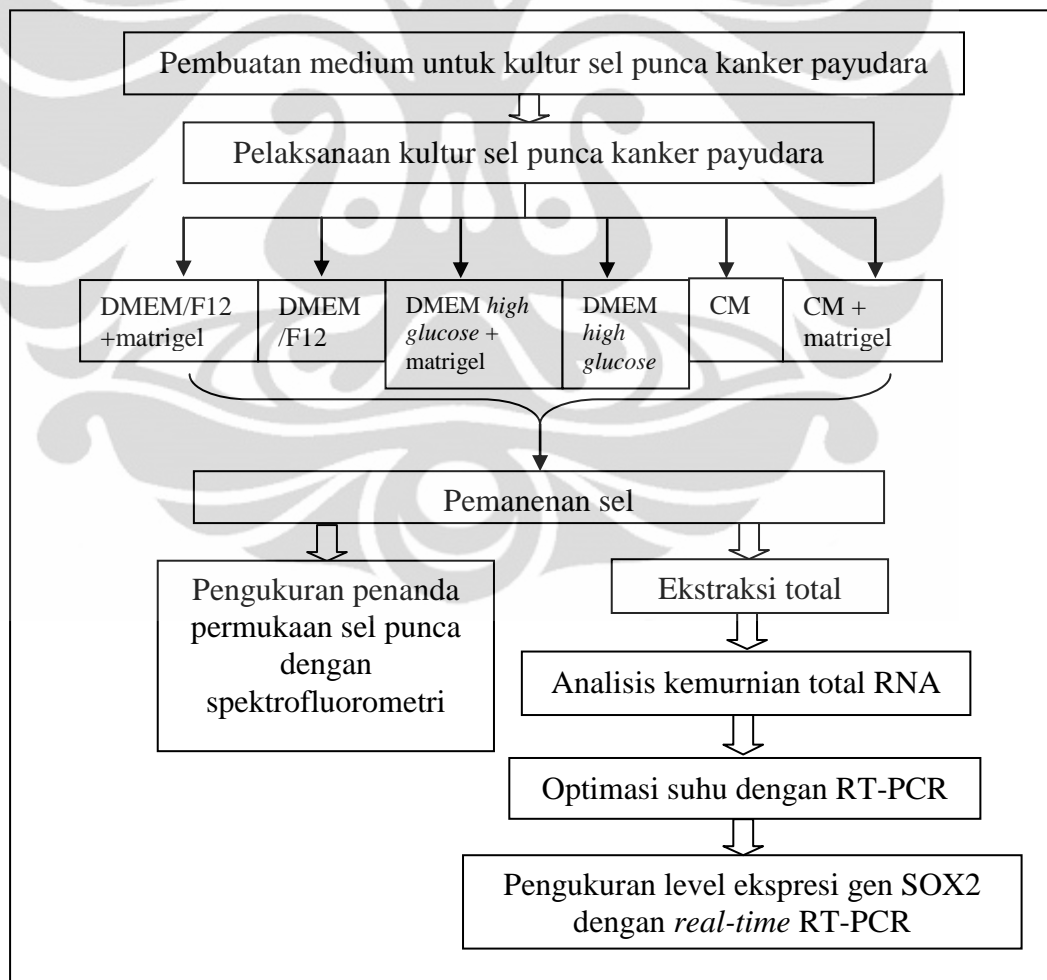 Pembuatan medium untuk kultur sel punca kanker payudara
Pelaksanaan kultur sel punca kanker payudara
DMEM/F12
+matrigel
DMEM
/F12
DMEM high
glucose +
matrigel
DMEM
high
glucose
CM
CM +
matrigel
Pemanenan sel
Pengukuran penanda
permukaan sel punca
dengan
spektrofluorometri
Ekstraksi total
Analisis kemurnian total RNA
Optimasi suhu dengan RT-PCR
Pengukuran level ekspresi gen SOX2
dengan real-time RT-PCR